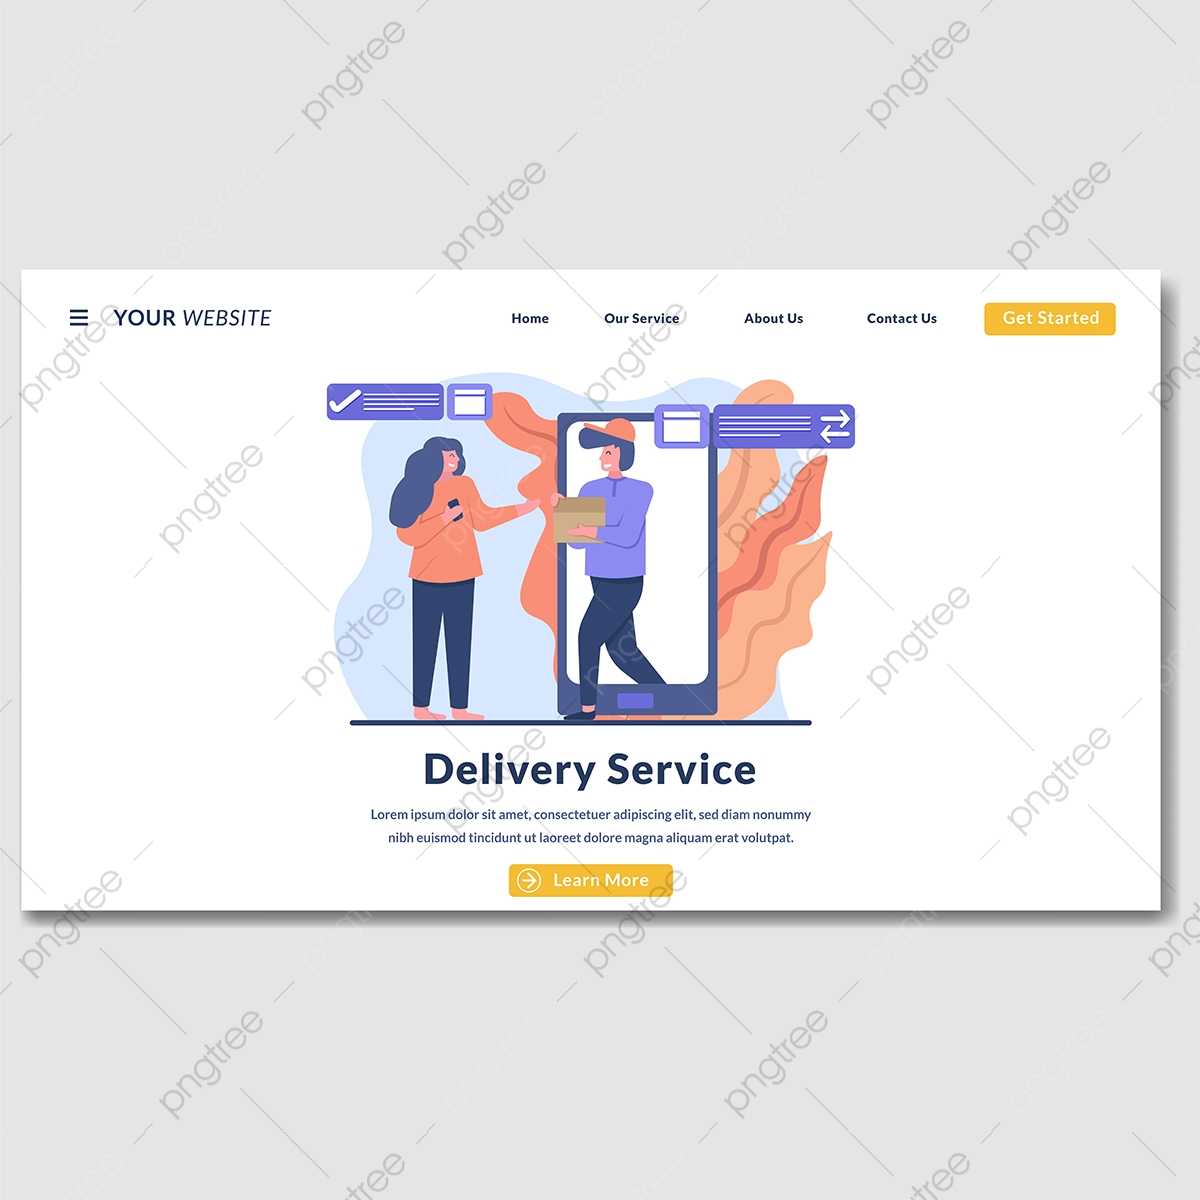 YOUR WEBSITE
Home
Our Service
About Us
Contact Us
Get Started
Delivery Service
Lorem ipsum dolor sit amet, consectetuer adipiscing elit, sed diam nonummy
nibh euismod tincidunt ut laoreet dolore magna aliquam erat volutpat.
Learn More
pngtree